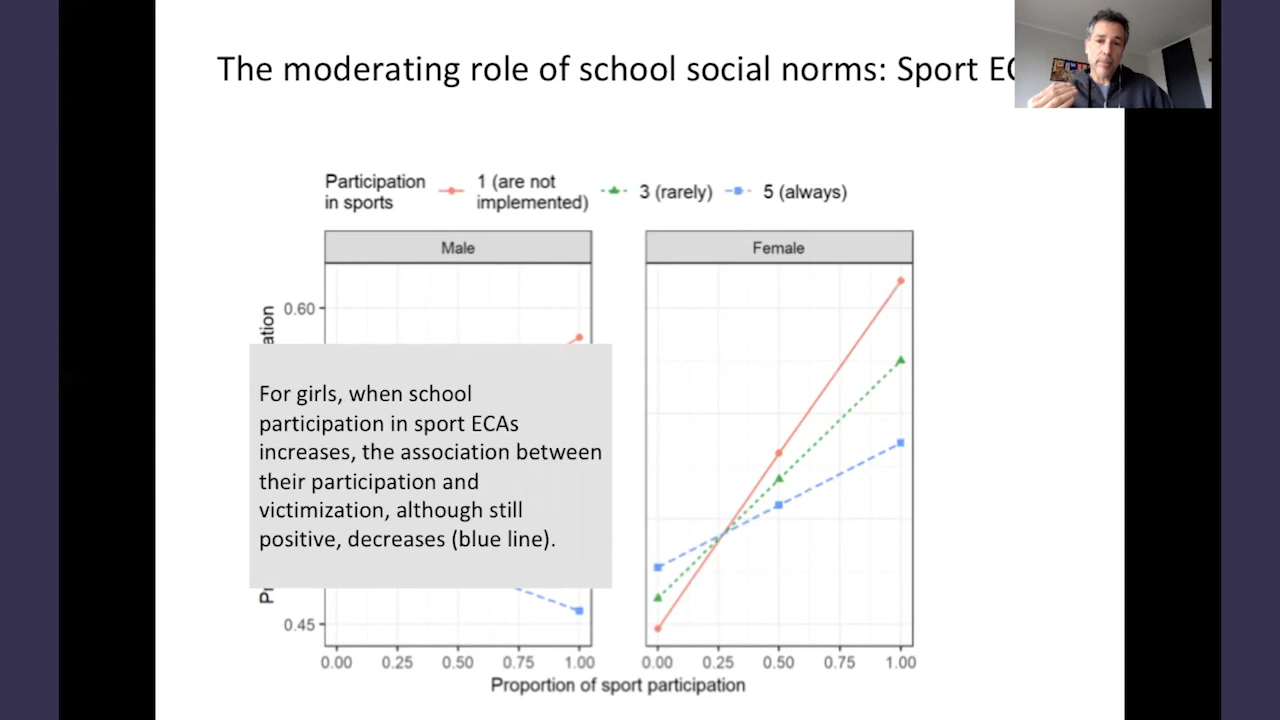 The moderating role of school social norms: Sport
Participation
in sports
1 (are not
implemented)
3 (rarely)
5 (always)
Male
Female
0.60
0.45
For girls, when school
participation in sport ECAs
increases, the association between
their participation and
victimization, although still
positive, decreases (blue line).
0.00 0.25 0.50 0.75 1.00
0.00 0.25 0.50 0.75 1.00
Proportion of sport participation